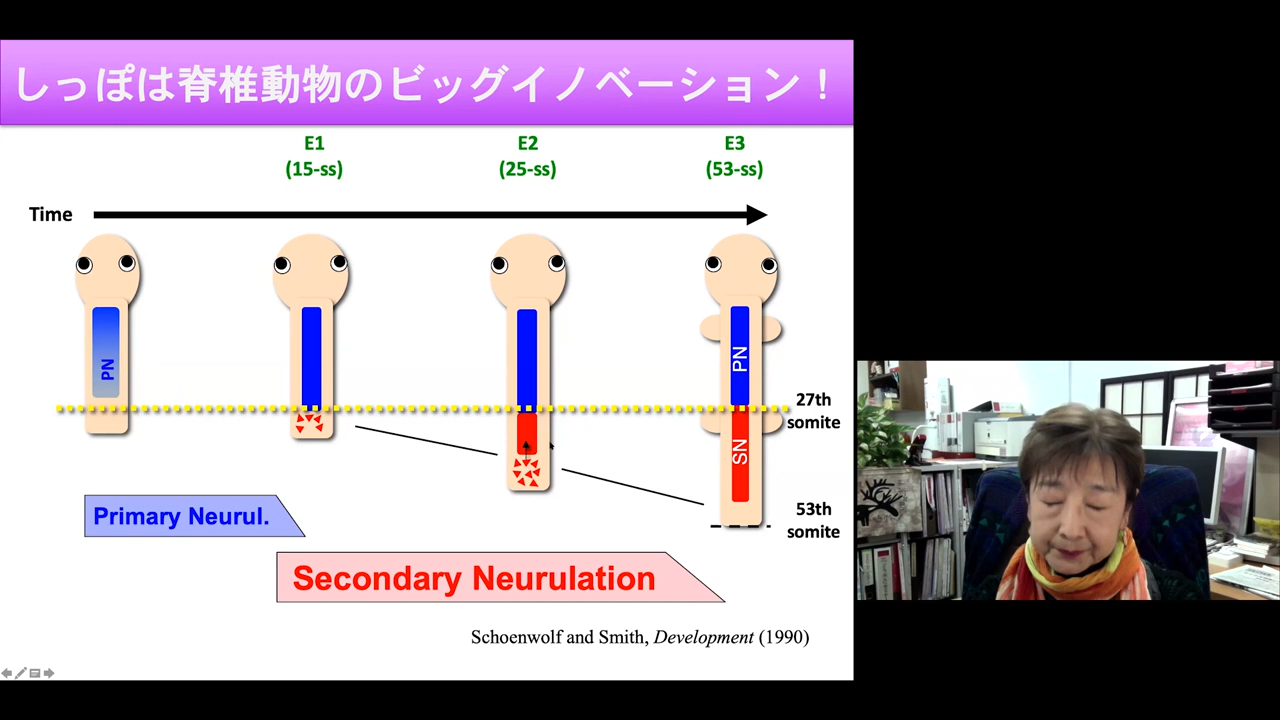 しっぽは脊椎動物のビッグイノベーション！
E1
(15-ss)
E2
(25-ss)
E3
(53-ss)
Time
PN
PN
SN
27th
somite
53th
somite
Primary Neurul.
Secondary Neurulation
Schoenwolf and Smith, Development (1990)